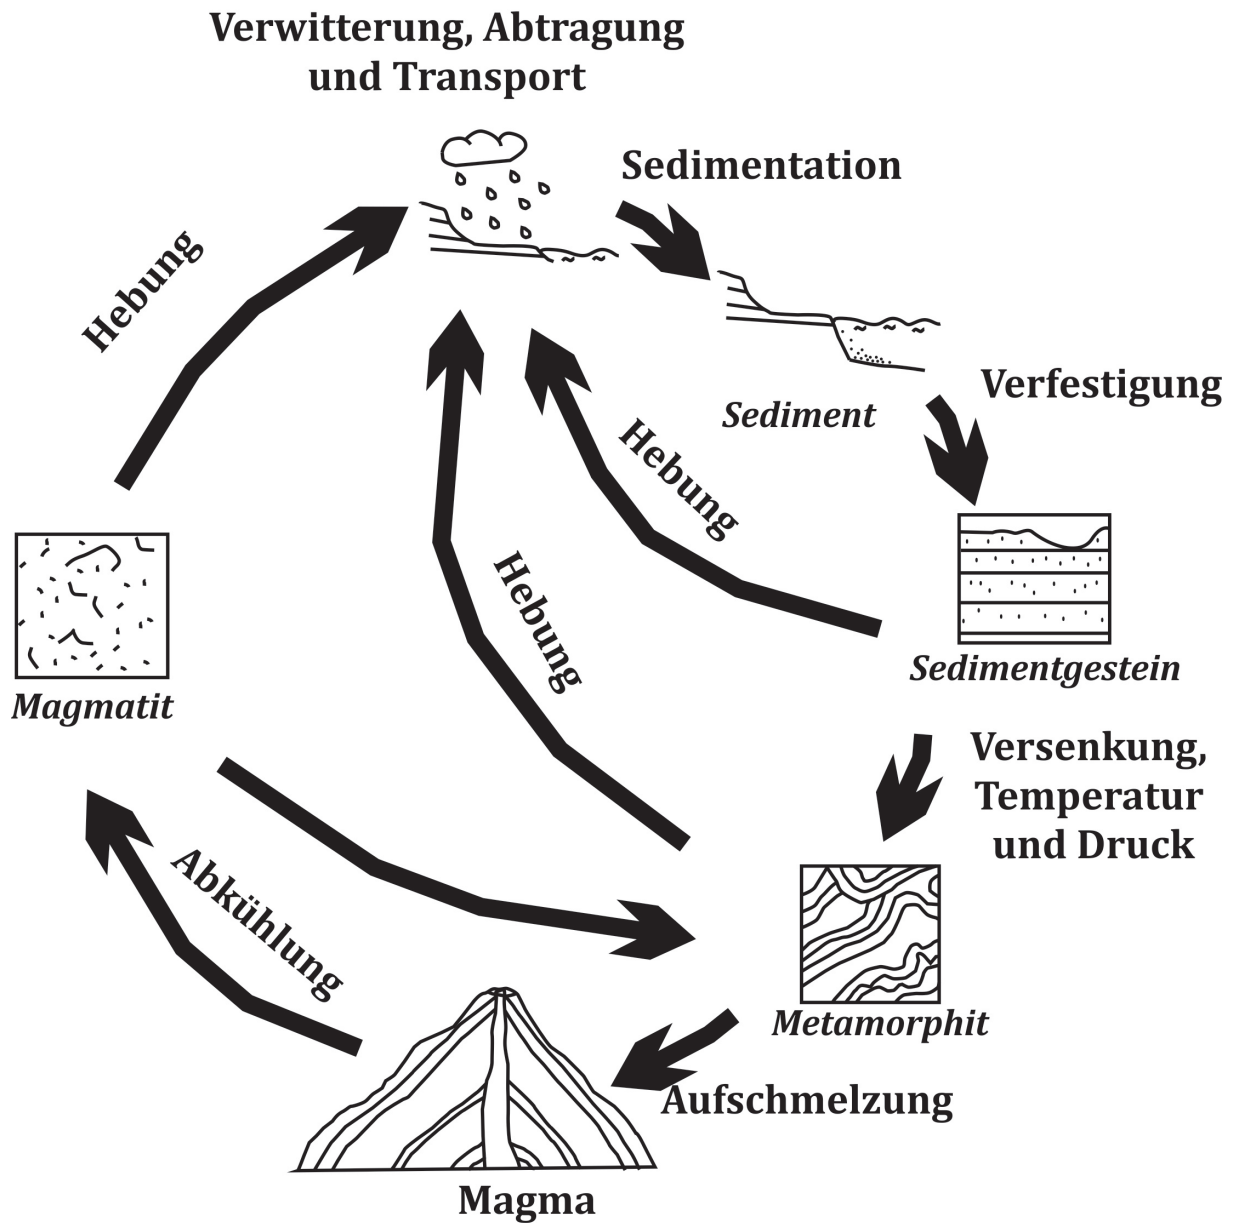 Verwitterung, Abtragung
und Transport
Sedimentation
Hebung
Verfestigung
Sediment
Hebung
Hebung
Sedimentgestein
Magmatit
Versenkung,
Temperatur
und Druck
Abkühlung
Metamorphit
Aufschmelzung
Magma